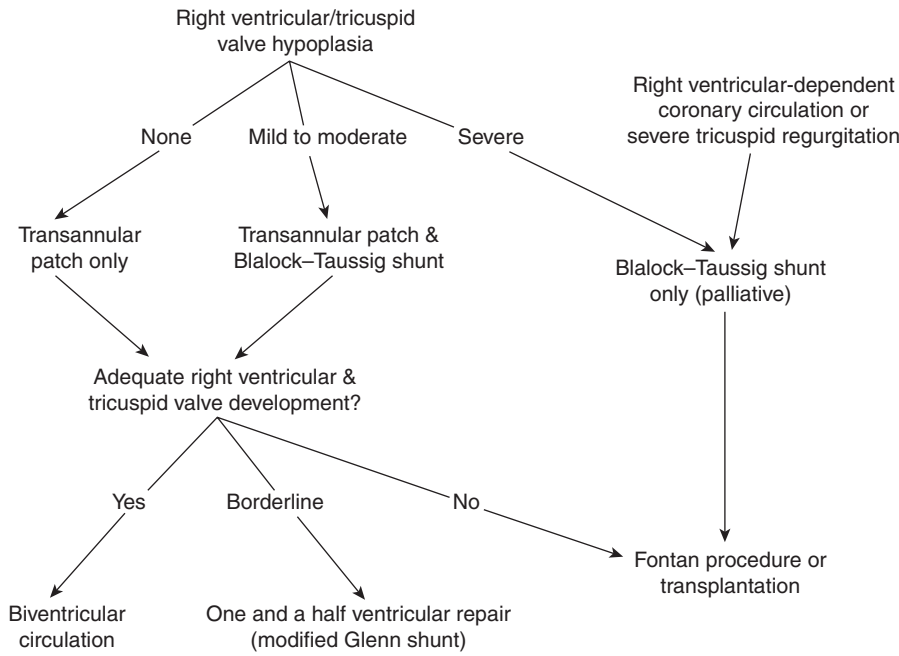 Right ventricular/tricuspid
valve hypoplasia
Right ventricular-dependent
coronary circulation or
severe tricuspid regurgitation
None
Mild to moderate
Severe
Transannular
patch only
Transannular patch &
Blalock–Taussig shunt
Blalock–Taussig shunt
only (palliative)
Adequate right ventricular &
tricuspid valve development?
Yes
Borderline
No
Fontan procedure or
transplantation
Biventricular
circulation
One and a half ventricular repair
(modified Glenn shunt)